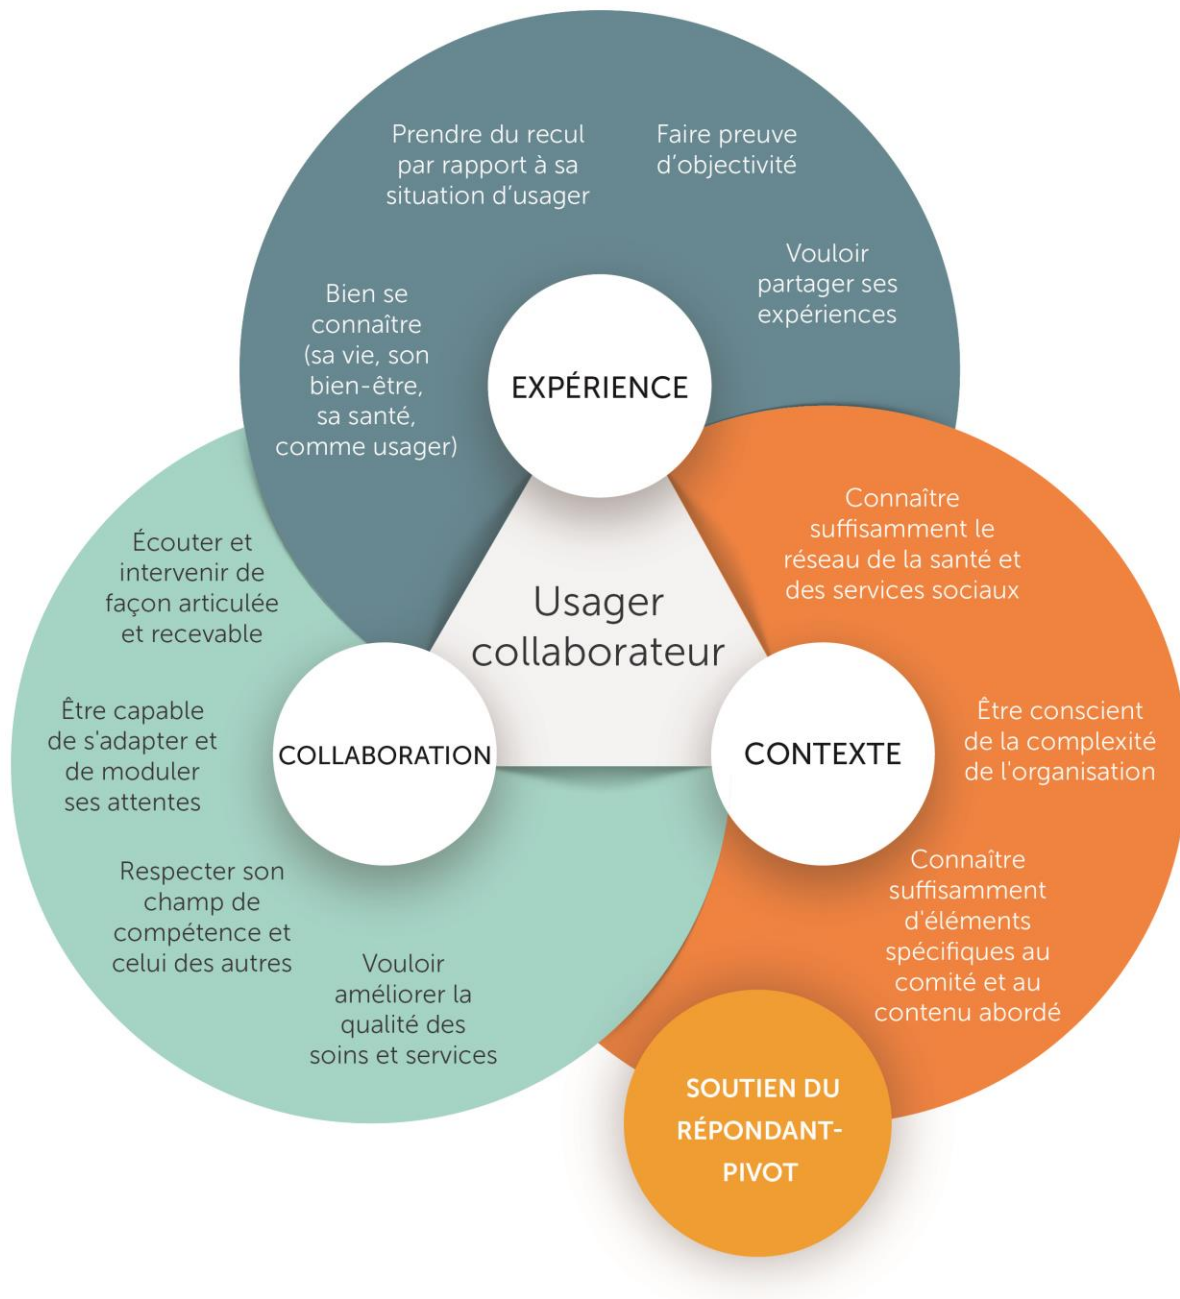 Prendre du recul
par rapport à sa
situation d'usager
Faire preuve
d'objectivité
Vouloir
partager ses
expériences
Bien se
connaître
(sa vie, son
bien-être,
sa santé,
comme usager)
EXPÉRIENCE
Usager
collaborateur
Écouter et
intervenir de
façon articulée
et recevable
Être capable
de s'adapter et
de moduler
ses attentes
Respecter son
champ de
compétence et
celui des autres
Vouloir
améliorer la
qualité des
soins et services
COLLABORATION
CONTEXTE
Connaître
suffisamment le
réseau de la santé et
des services sociaux
Être conscient
de la complexité
de l'organisation
Connaître
suffisamment
d'éléments
spécifiques au
comité et au
contenu abordé
SOUTIEN DU
RÉPONDANT-
PIVOT